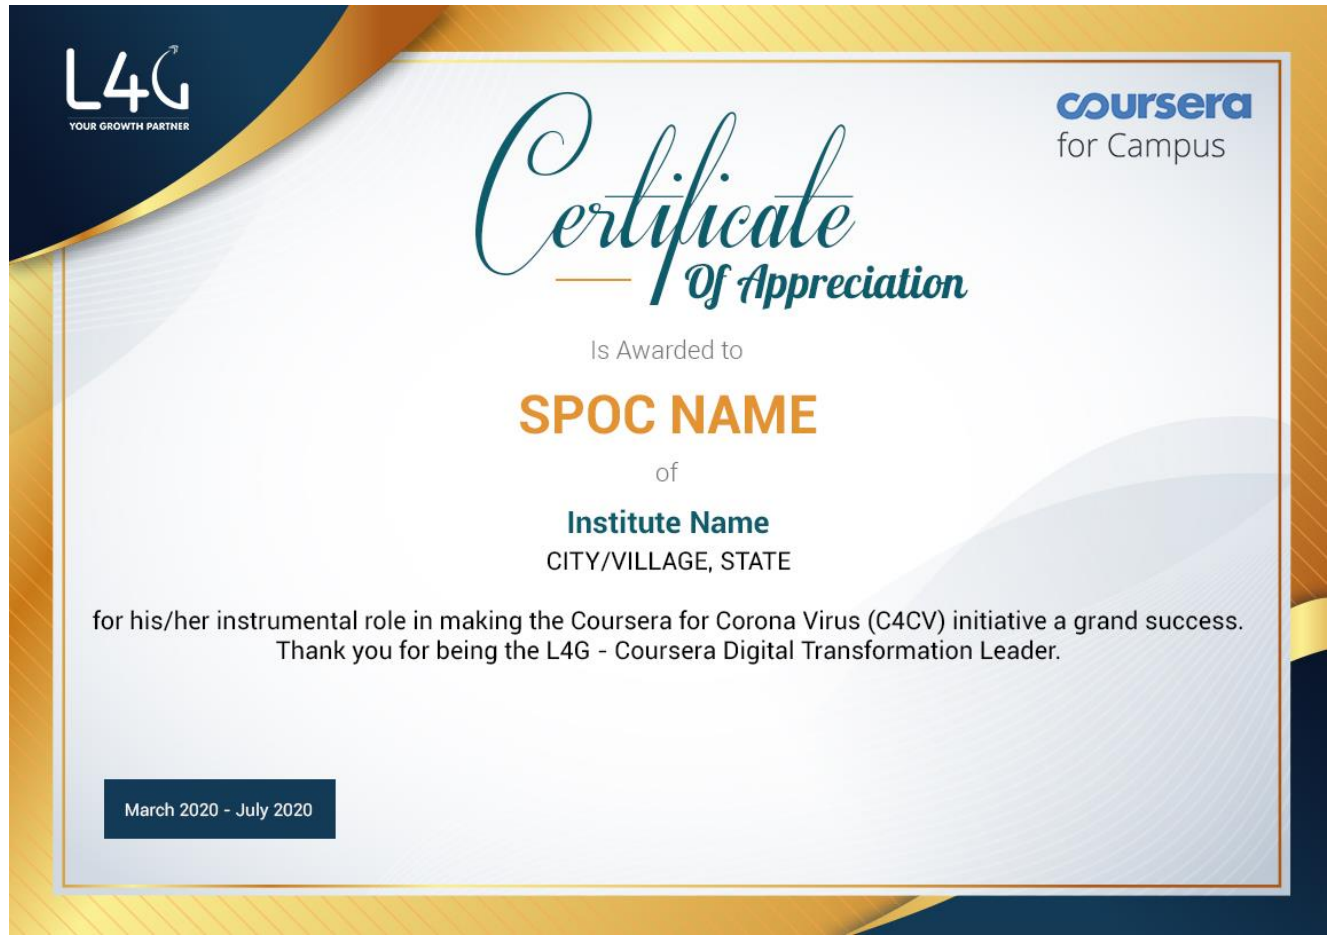 L4G
YOUR GROWTH PARTNER
coursera
for Campus
Certificate
Of Appreciation
Is Awarded to
SPOC NAME
of
Institute Name
CITY/VILLAGE, STATE
for his/her instrumental role in making the Coursera for Corona Virus (C4CV) initiative a grand success.
Thank you for being the L4G - Coursera Digital Transformation Leader.
March 2020 - July 2020